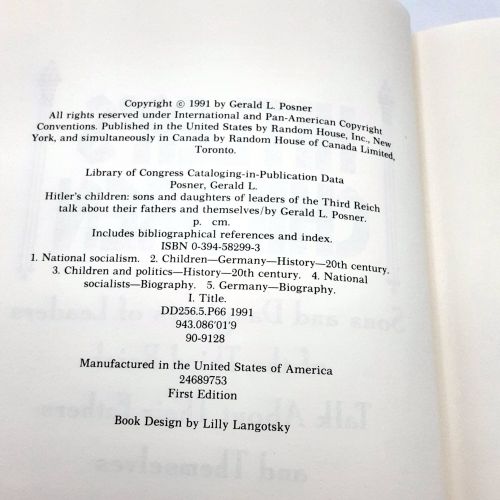 Copyright © 1991 by Gerald L. Posner
All rights reserved under International and Pan-American Copyright
Conventions. Published in the United States by Random House, Inc., New
York, and simultaneously in Canada by Random House of Canada Limited,
Toronto.
Library of Congress Cataloging-in-Publication Data
Posner, Gerald L.
Hitler's children: sons and daughters of leaders of the Third Reich
talk about their fathers and themselves/by Gerald L. Posner.
p. cm.
Includes bibliographical references and index.
ISBN 0-394-58299-3
1. National socialism. 2. Children—Germany—History—20th century.
3. Children and politics—History—20th century. 4. National
socialists—Biography. 5. Germany—Biography.
I. Title.
DD256.5.P66 1991
943.086'01'9
90-9128
Manufactured in the United States of America
24689753
First Edition
Book Design by Lilly Langotsky